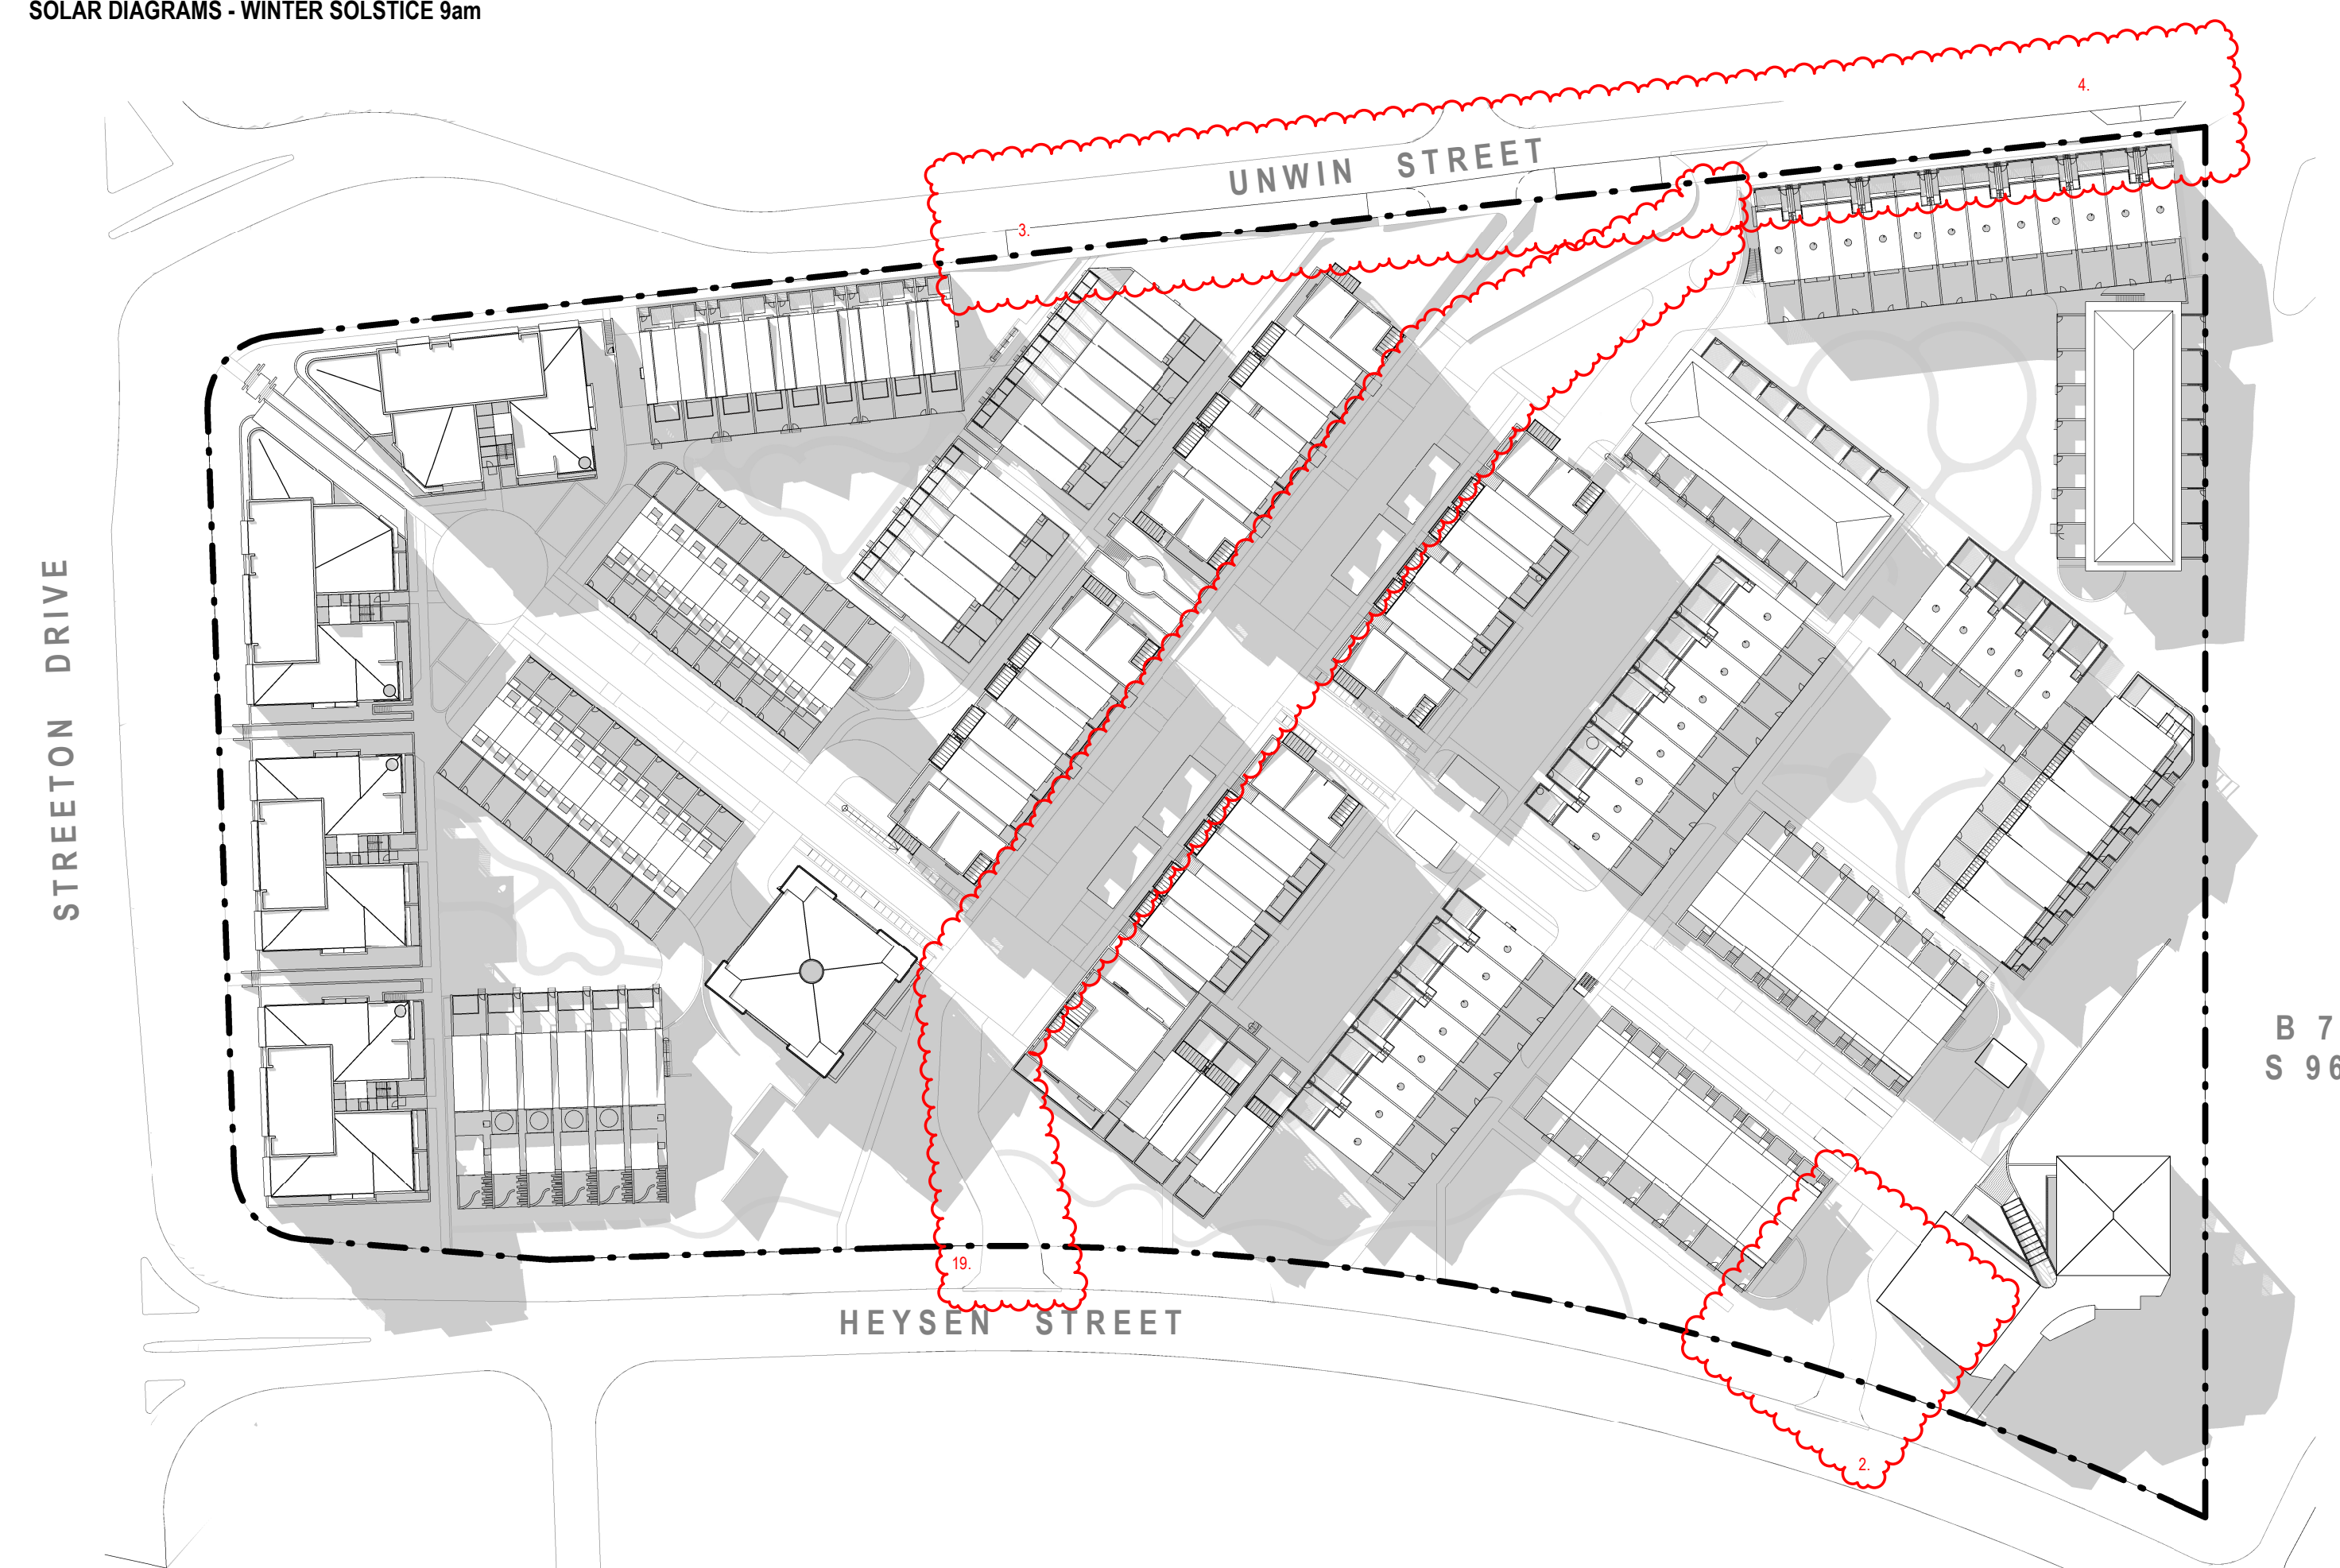 SOLAR DIAGRAMS - WINTER SOLSTICE 9am
4.
UNWIN STREET
3.
STREETON DRIVE
B 7
S 96
19.
HEYSEN STREET
2.